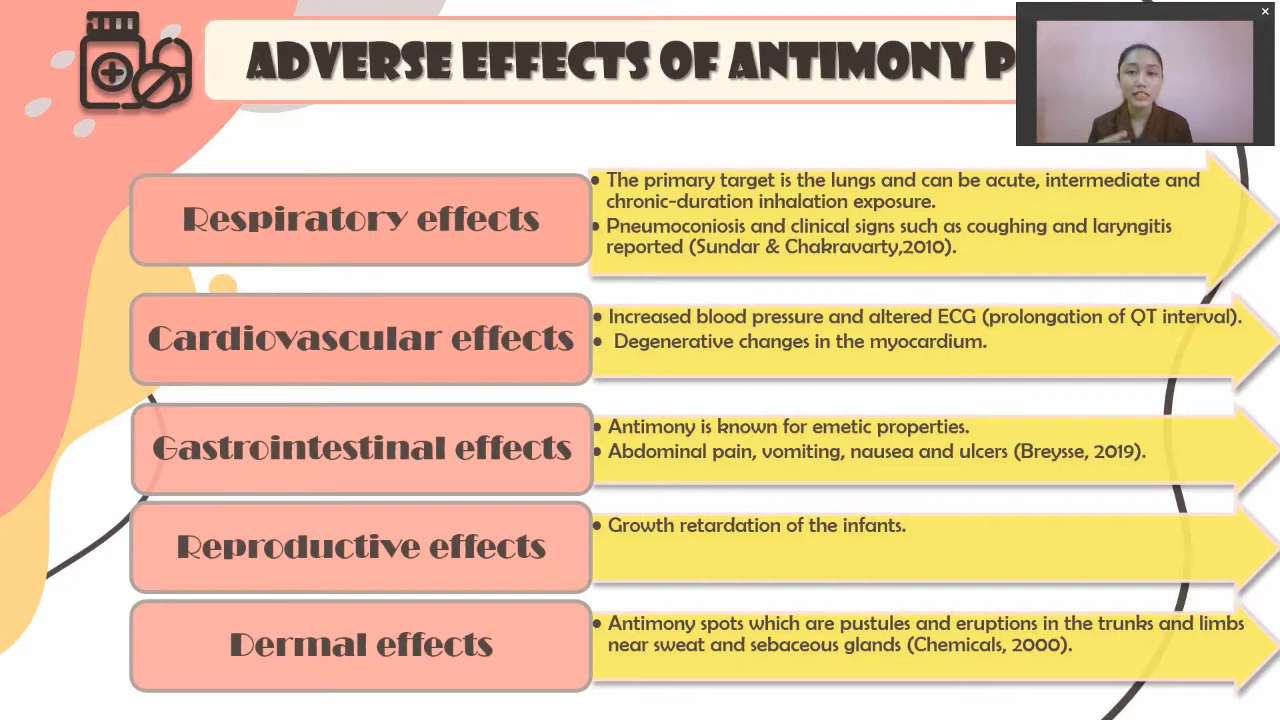 ADVERSE EFFECTS OF ANTIMONY P
Respiratory effects
• The primary target is the lungs and can be acute, intermediate and
chronic-duration inhalation exposure.
• Pneumoconiosis and clinical signs such as coughing and laryngitis
reported (Sundar & Chakravarty,2010).
Cardiovascular effects
• Increased blood pressure and altered ECG (prolongation of QT interval).
• Degenerative changes in the myocardium.
Gastrointestinal effects
• Antimony is known for emetic properties.
• Abdominal pain, vomiting, nausea and ulcers (Breysse, 2019).
Reproductive effects
• Growth retardation of the infants.
Dermal effects
• Antimony spots which are pustules and eruptions in the trunks and limbs
near sweat and sebaceous glands (Chemicals, 2000).